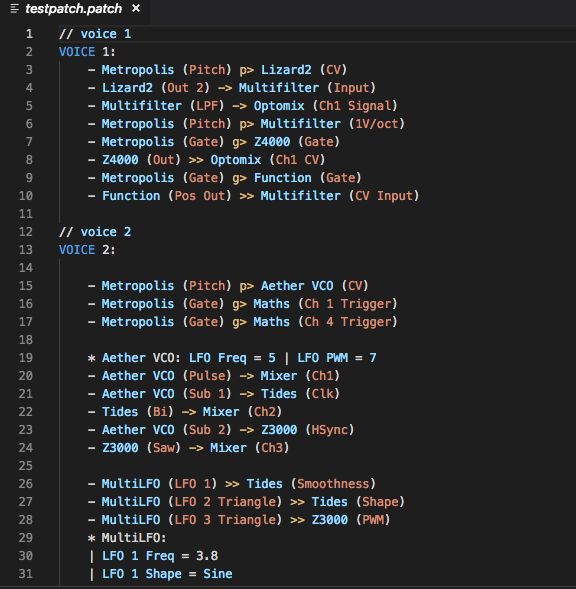 testpatch.patch ×
1 // voice 1
2 VOICE 1:
3 - Metropolis (Pitch) p> Lizard2 (CV)
4 - Lizard2 (Out 2) -> Multifilter (Input)
5 - Multifilter (LPF) -> Optomix (Ch1 Signal)
6 - Metropolis (Pitch) p> Multifilter (1V/oct)
7 - Metropolis (Gate) g> Z4000 (Gate)
8 - Z4000 (Out) >> Optomix (Ch1 CV)
9 - Metropolis (Gate) g> Function (Gate)
10 - Function (Pos Out) >> Multifilter (CV Input)
11
12 // voice 2
13 VOICE 2:
14
15 - Metropolis (Pitch) p> Aether VCO (CV)
16 - Metropolis (Gate) g> Maths (Ch 1 Trigger)
17 - Metropolis (Gate) g> Maths (Ch 4 Trigger)
18
19 * Aether VCO: LFO Freq = 5 | LFO PWM = 7
20 - Aether VCO (Pulse) -> Mixer (Ch1)
21 - Aether VCO (Sub 1) -> Tides (Clk)
22 - Tides (Bi) -> Mixer (Ch2)
23 - Aether VCO (Sub 2) -> Z3000 (HSync)
24 - Z3000 (Saw) -> Mixer (Ch3)
25
26 - MultiLFO (LFO 1) >> Tides (Smoothness)
27 - MultiLFO (LFO 2 Triangle) >> Tides (Shape)
28 - MultiLFO (LFO 3 Triangle) >> Z3000 (PWM)
29 * MultiLFO:
30 | LFO 1 Freq = 3.8
31 | LFO 1 Shape = Sine